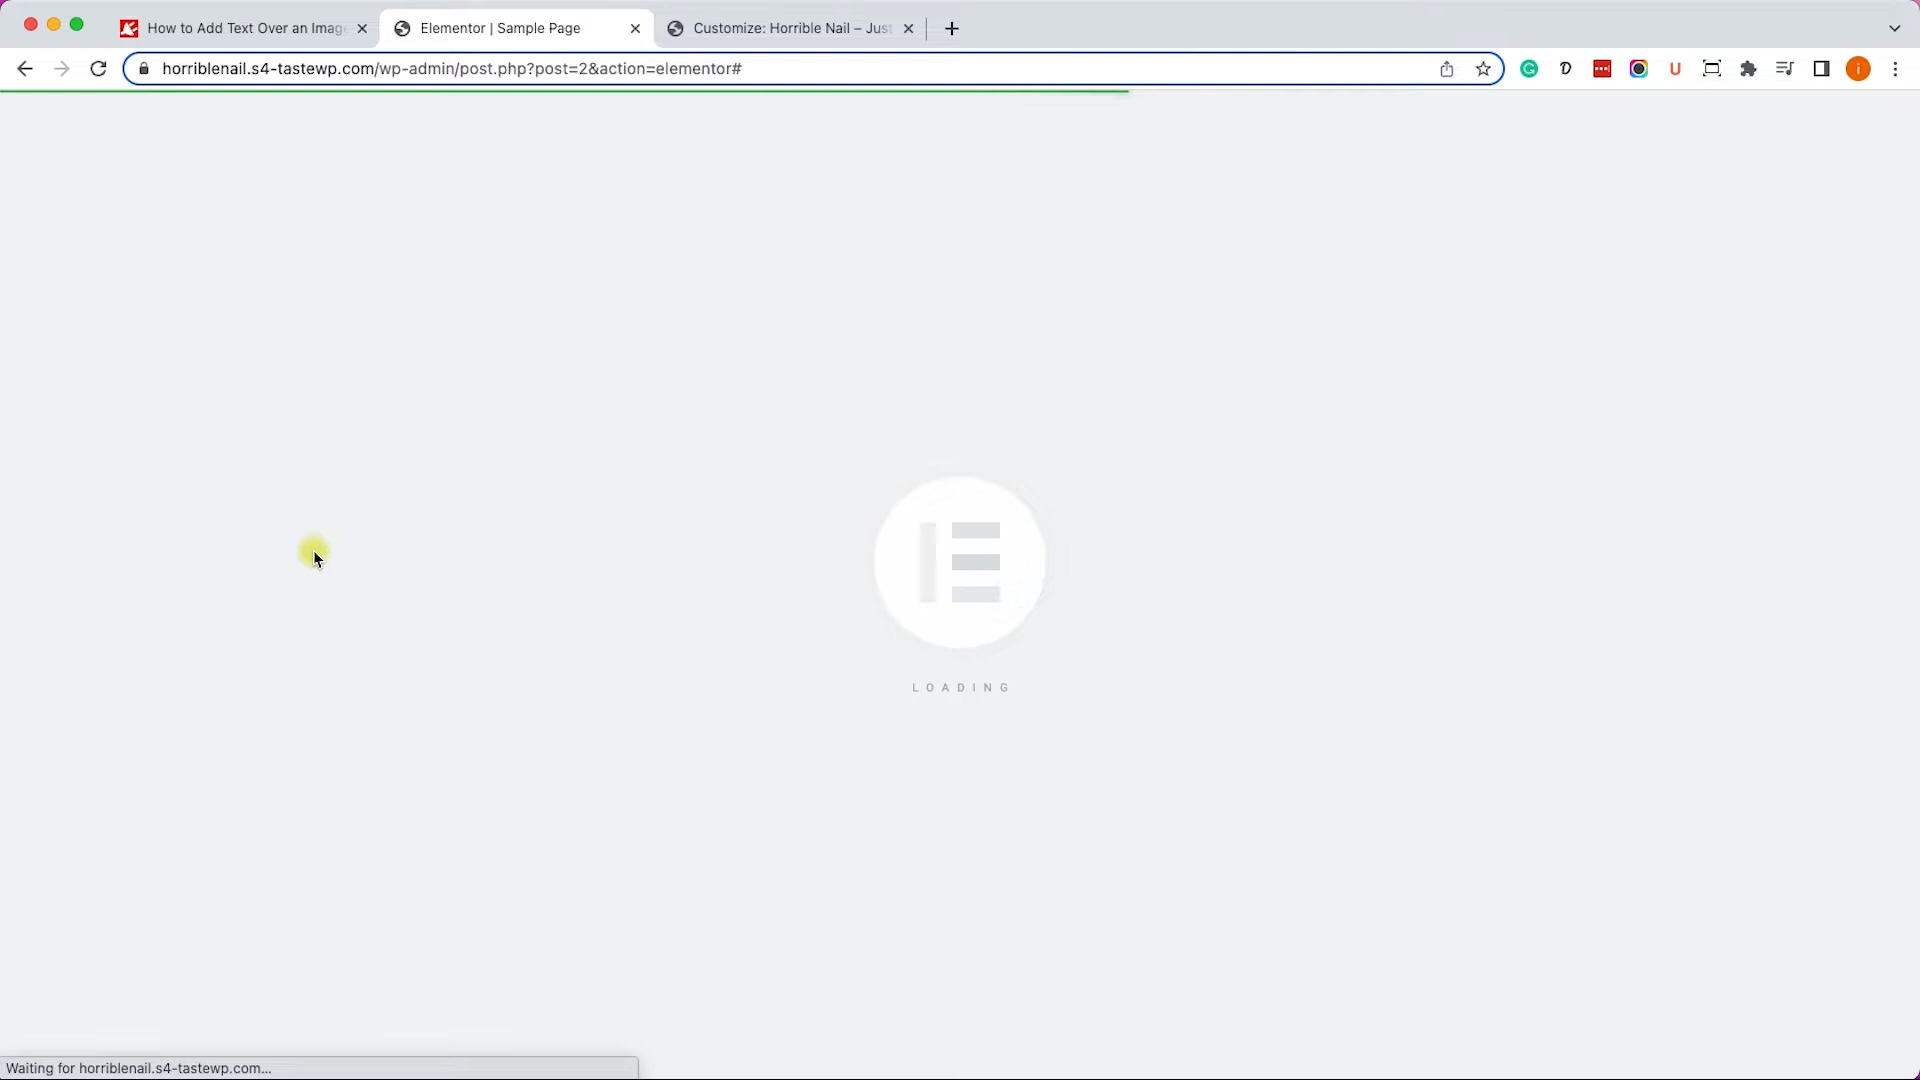 How to Add Text Over an Imag
Elementor | Sample Page
Customize: Horrible Nail – Just
horriblenail.s4-tastewp.com/wp-admin/post.php?post=2&action=elementor#
LOADING
Waiting for horriblenail.s4-tastewp.com...